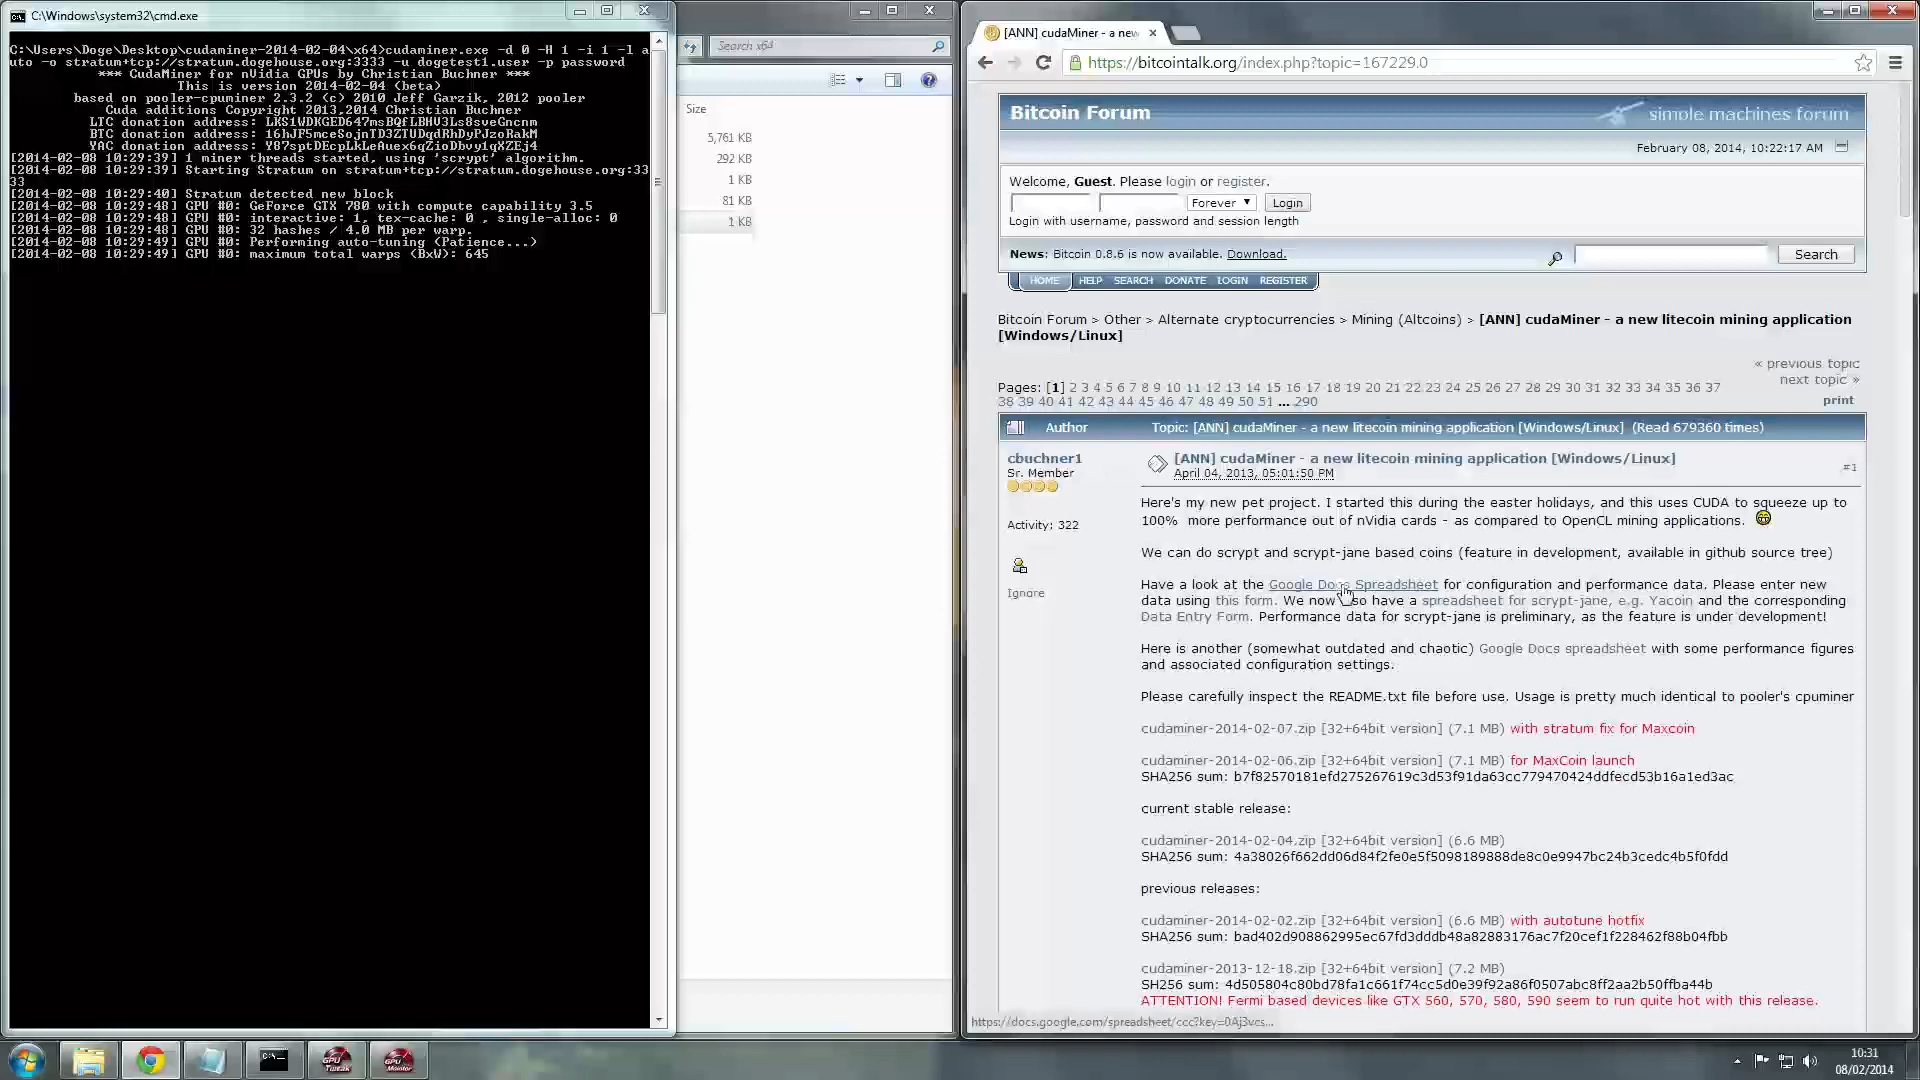 C:\Windows\system32\cmd.exe
C:\Users\Doge\Desktop\cudaminer-2014-02-04\x64>cudaminer.exe -d 0 -H 1 -i 1 -l a
uto -o stratum+tcp://stratum.dogehouse.org:3333 -u dogetest1.user -p password
*** CudaMiner for nVidia GPUs by Christian Buchner ***
This is version 2014-02-04 (beta)
based on pooler-cpuminer 2.3.2 (c) 2010 Jeff Garzik, 2012 pooler
Cuda additions Copyright 2013,2014 Christian Buchner
LTC donation address: LKS1WDKGED647msBQfLBHV3Ls8sveGncnm
BTC donation address: 16hJF5mceSojnTD3ZTUDqdRhDyPJzoRakM
YAC donation address: Y87sptDEcpLkLeAuex6qZioDbvy1qXZEj4
[2014-02-08 10:29:39] 1 miner threads started, using 'scrypt' algorithm.
[2014-02-08 10:29:39] Starting Stratum on stratum+tcp://stratum.dogehouse.org:33
33
[2014-02-08 10:29:40] Stratum detected new block
[2014-02-08 10:29:48] GPU #0: GeForce GTX 780 with compute capability 3.5
[2014-02-08 10:29:48] GPU #0: interactive: 1, tex-cache: 0 , single-alloc: 0
[2014-02-08 10:29:48] GPU #0: 32 hashes / 4.0 MB per warp.
[2014-02-08 10:29:49] GPU #0: Performing auto-tuning (Patience...)
[2014-02-08 10:29:49] GPU #0: maximum total warps (BxW): 645
Search x64
Size
5,761 KB
292 KB
1 KB
81 KB
1 KB
[ANN] cudaMiner - a new
https://bitcointalk.org/index.php?topic=167229.0
Bitcoin Forum
simple machines forum
February 08, 2014, 10:22:17 AM
Welcome, Guest. Please login or register.
Forever
Login
Login with username, password and session length
News: Bitcoin 0.8.6 is now available. Download.
Search
HOME HELP SEARCH DONATE LOGIN REGISTER
Bitcoin Forum > Other > Alternate cryptocurrencies > Mining (Altcoins) > [ANN] cudaMiner - a new litecoin mining application
[Windows/Linux]
« previous topic
next topic »
Pages: [1] 2 3 4 5 6 7 8 9 10 11 12 13 14 15 16 17 18 19 20 21 22 23 24 25 26 27 28 29 30 31 32 33 34 35 36 37
38 39 40 41 42 43 44 45 46 47 48 49 50 51 ... 290
print
Author
Topic: [ANN] cudaMiner - a new litecoin mining application [Windows/Linux] (Read 679360 times)
cbuchner1
Sr. Member
Activity: 322
Ignore
[ANN] cudaMiner - a new litecoin mining application [Windows/Linux]
April 04, 2013, 05:01:50 PM
#1
Here's my new pet project. I started this during the easter holidays, and this uses CUDA to squeeze up to
100% more performance out of nVidia cards - as compared to OpenCL mining applications.
We can do scrypt and scrypt-jane based coins (feature in development, available in github source tree)
Have a look at the Google Docs Spreadsheet for configuration and performance data. Please enter new
data using this form. We now also have a spreadsheet for scrypt-jane, e.g. Yacoin and the corresponding
Data Entry Form. Performance data for scrypt-jane is preliminary, as the feature is under development!
Here is another (somewhat outdated and chaotic) Google Docs spreadsheet with some performance figures
and associated configuration settings.
Please carefully inspect the README.txt file before use. Usage is pretty much identical to pooler's cpuminer
cudaminer-2014-02-07.zip [32+64bit version] (7.1 MB) with stratum fix for Maxcoin
cudaminer-2014-02-06.zip [32+64bit version] (7.1 MB) for MaxCoin launch
SHA256 sum: b7f82570181efd275267619c3d53f91da63cc779470424ddfecd53b16a1ed3ac
current stable release:
cudaminer-2014-02-04.zip [32+64bit version] (6.6 MB)
SHA256 sum: 4a38026f662dd06d84f2fe0e5f5098189888de8c0e9947bc24b3cedc4b5f0fdd
previous releases:
cudaminer-2014-02-02.zip [32+64bit version] (6.6 MB) with autotune hotfix
SHA256 sum: bad402d908862995ec67fd3dddb48a82883176ac7f20cef1f228462f88b04fbb
cudaminer-2013-12-18.zip [32+64bit version] (7.2 MB)
SH256 sum: 4d505804c80bd78fa1c661f74cc5d0e39f92a86f0507abc8ff2aa2b50ffba44b
ATTENTION! Fermi based devices like GTX 560, 570, 580, 590 seem to run quite hot with this release.
https://docs.google.com/spreadsheet/ccc?key=0Aj3vcs...
GPU Tweak
GPU Monitor
10:31
08/02/2014